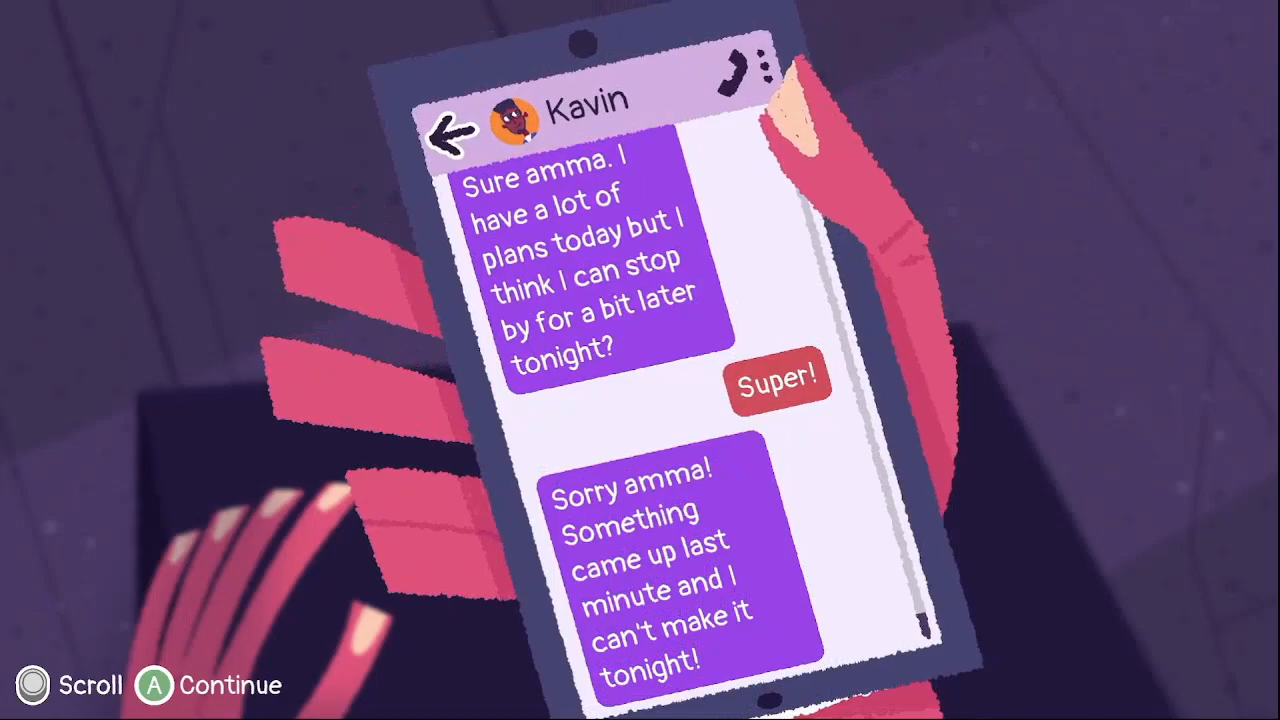 Kavin
Sure amma. I
have a lot of
plans today but I
think I can stop
by for a bit later
tonight?
Super!
Sorry amma!
Something
came up last
minute and I
can't make it
tonight!
Scroll A Continue